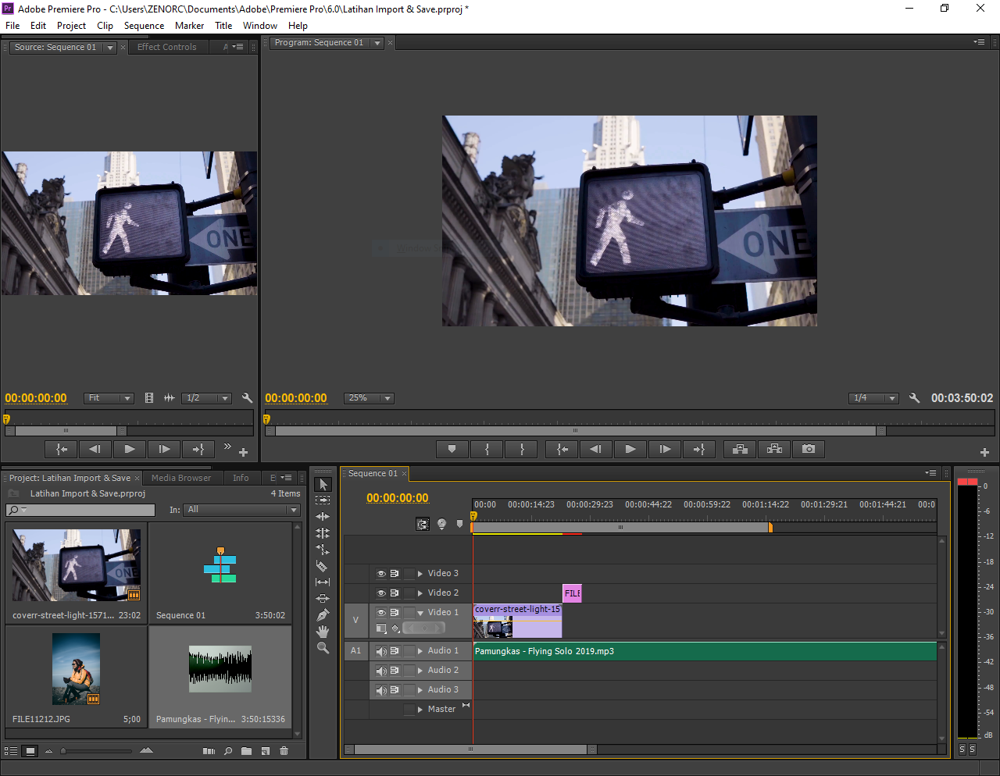 Adobe Premiere Pro - C:\Users\ZENORC\Documents\Adobe\Premiere Pro\6.0\Latihan Import & Save.prproj *
File Edit Project Clip Sequence Marker Title Window Help
Source: Sequence 01 Effect Controls A
Program: Sequence 01
ONE
ONE
00:00:00:00 Fit 1/2
00:00:00:00 25% 1/4 00:03:50:02
Project: Latihan Import & Save Media Browser Info E
Latihan Import & Save.prproj 4 Items
In: All
coverr-street-light-1571... 23:02
Sequence 01 3:50:02
FILE11212.JPG 5;00
Pamungkas - Flyin... 3:50:15336
Sequence 01
00:00:00:00
00:00 00:00:14:23 00:00:29:23 00:00:44:22 00:00:59:22 00:01:14:22 00:01:29:21 00:01:44:21 00:0
Video 3
Video 2 FILE
V Video 1 coverr-street-light-15
A1 Audio 1 Pamungkas - Flying Solo 2019.mp3
Audio 2
Audio 3
Master
0
-6
-12
-18
-24
-30
-36
-42
-48
-54
dB
S S